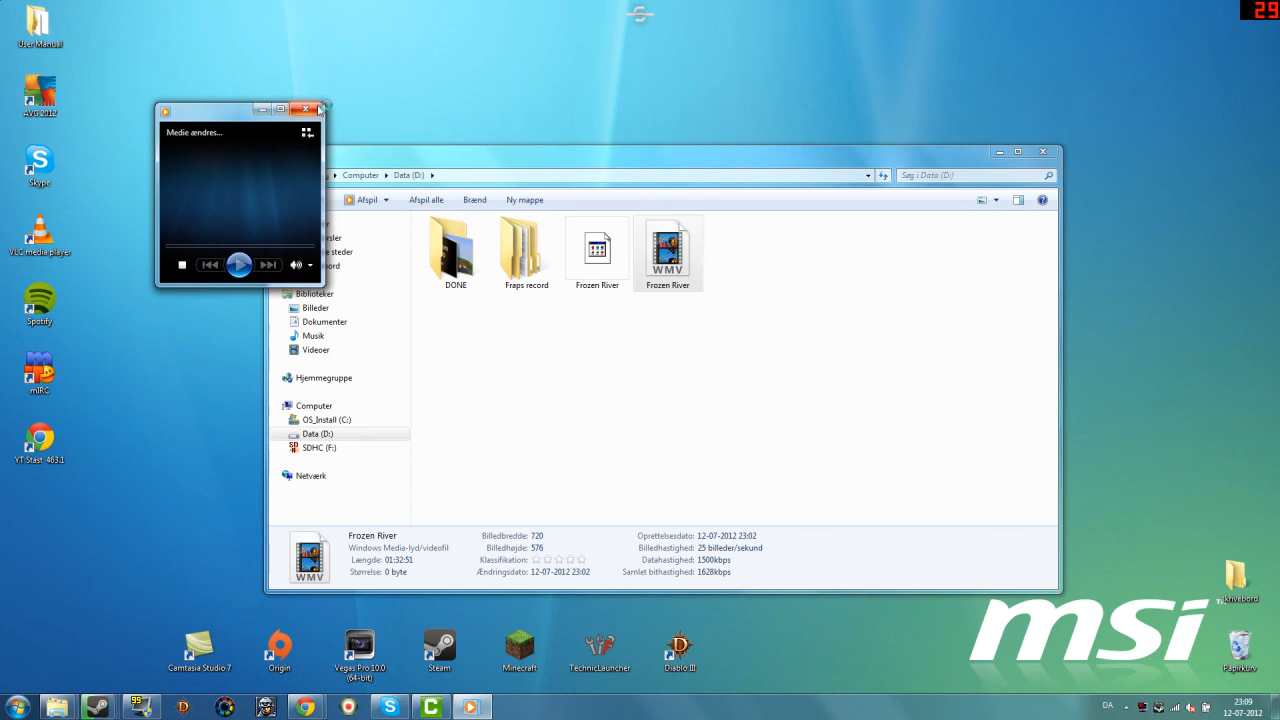 29
User Manual
AVG 2012
Skype
VLC media player
Spotify
mIRC
YT Stast 463.1
Medie ændres...
Computer Data (D:)
Søg i Data (D:)
Afspil Afspil alle Brænd Ny mappe
Biblioteker
Billeder
Dokumenter
Musik
Videoer
Hjemmegruppe
Computer
OS_Install (C:)
Data (D:)
SDHC (F:)
Netværk
DONE
Fraps record
Frozen River
WMV
Frozen River
WMV
Frozen River
Windows Media-lyd/videofil
Længde: 01:32:51
Størrelse: 0 byte
Billedbredde: 720
Billedhøjde: 576
Klassifikation:
Ændringsdato: 12-07-2012 23:02
Oprettelsesdato: 12-07-2012 23:02
Billedhastighed: 25 billeder/sekund
Datahastighed: 1500kbps
Samlet bithastighed: 1628kbps
skrivebord
msi
Papirkurv
Camtasia Studio 7
Origin
Vegas Pro 10.0
(64-bit)
Steam
Minecraft
TechnicLauncher
Diablo III
99
DA
23:09
12-07-2012